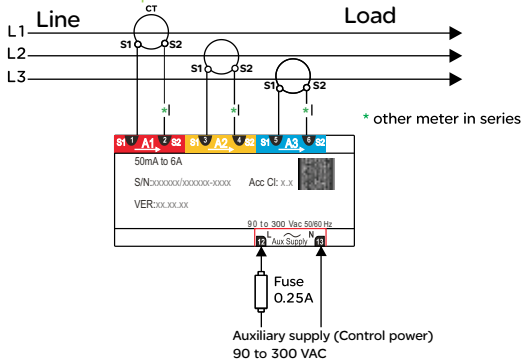 CT
Line
Load
L1
L2
L3
S1 S2
S1 S2
S1 S2
*
*
*
* other meter in series
S1 1 A1 2 S2 S1 3 A2 4 S2 S1 5 A3 6 S2
50mA to 6A
S/N:xxxxxx/xxxxxx-xxxx Acc Cl: x.x
VER:xx.xx.xx
90 to 300 Vac 50/60 Hz
L N
12 Aux Supply 13
Fuse
0.25A
Auxiliary supply (Control power)
90 to 300 VAC